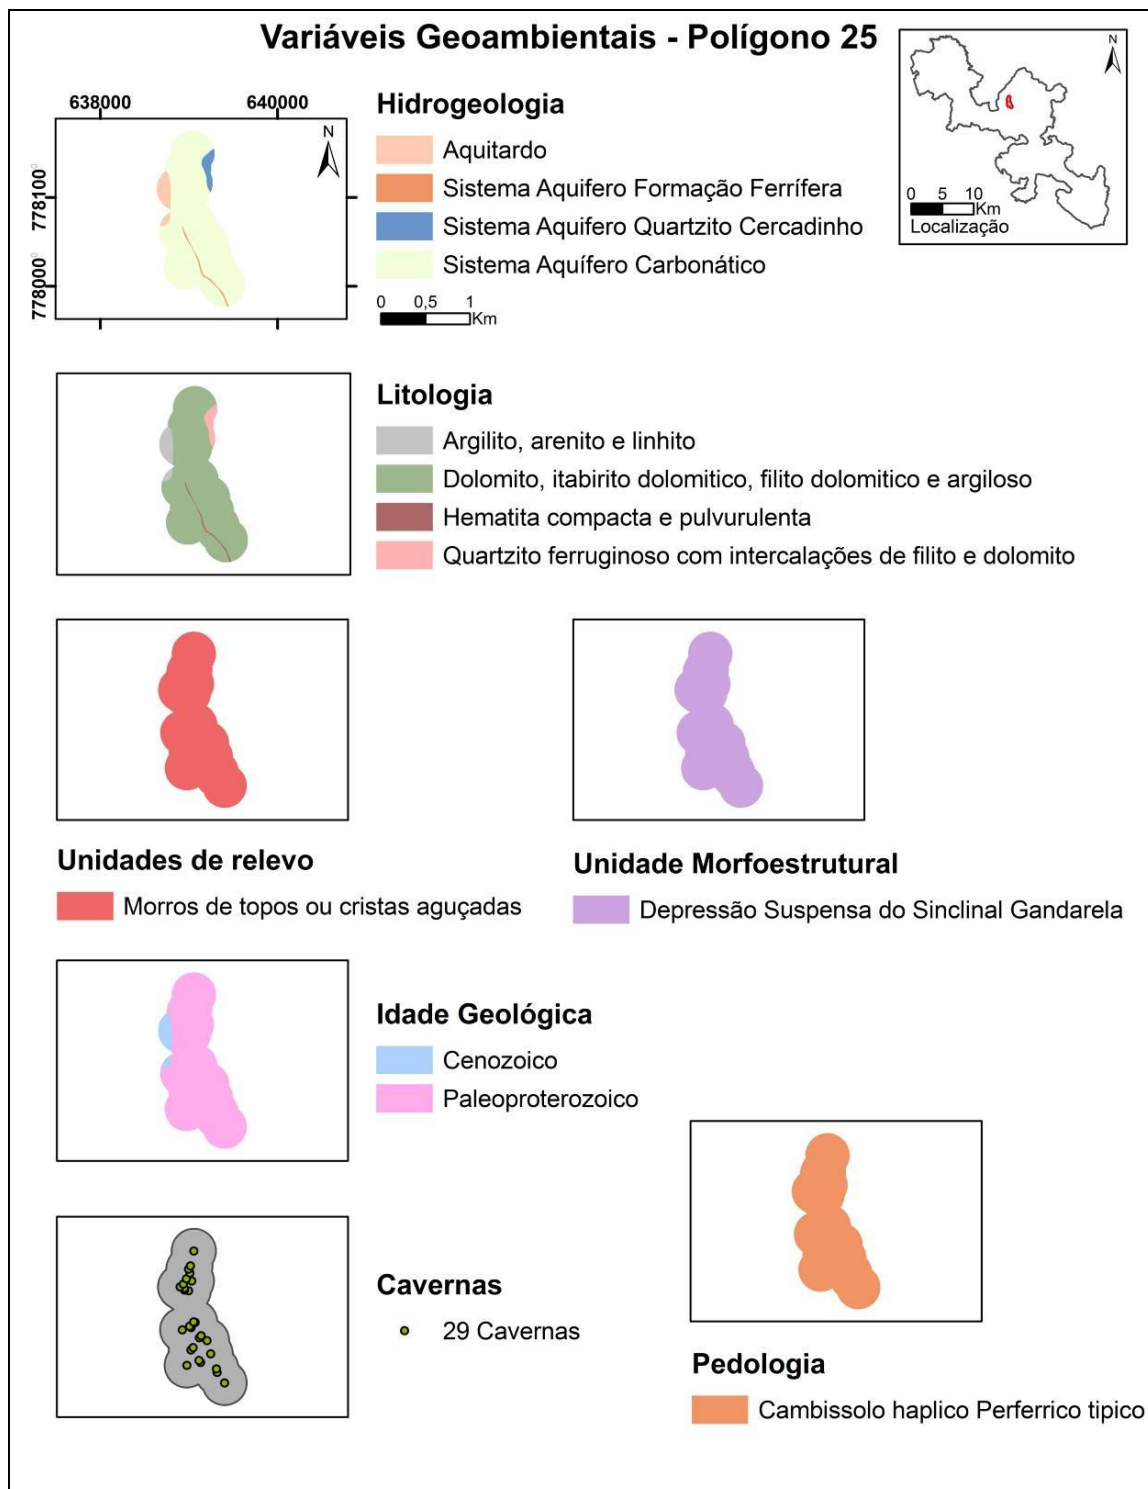 Variáveis Geoambientais - Polígono 25
N
0 5 10
Km
Localização
638000 640000
N
7781000
7780000
Hidrogeologia
Aquitardo
Sistema Aquifero Formação Ferrífera
Sistema Aquifero Quartzito Cercadinho
Sistema Aquífero Carbonático
0 0,5 1
Km
Litologia
Argilito, arenito e linhito
Dolomito, itabirito dolomitico, filito dolomitico e argiloso
Hematita compacta e pulvurulenta
Quartzito ferruginoso com intercalações de filito e dolomito
Unidades de relevo
Morros de topos ou cristas aguçadas
Unidade Morfoestrutural
Depressão Suspensa do Sinclinal Gandarela
Idade Geológica
Cenozoico
Paleoproterozoico
Cavernas
29 Cavernas
Pedologia
Cambissolo haplico Perferrico tipico